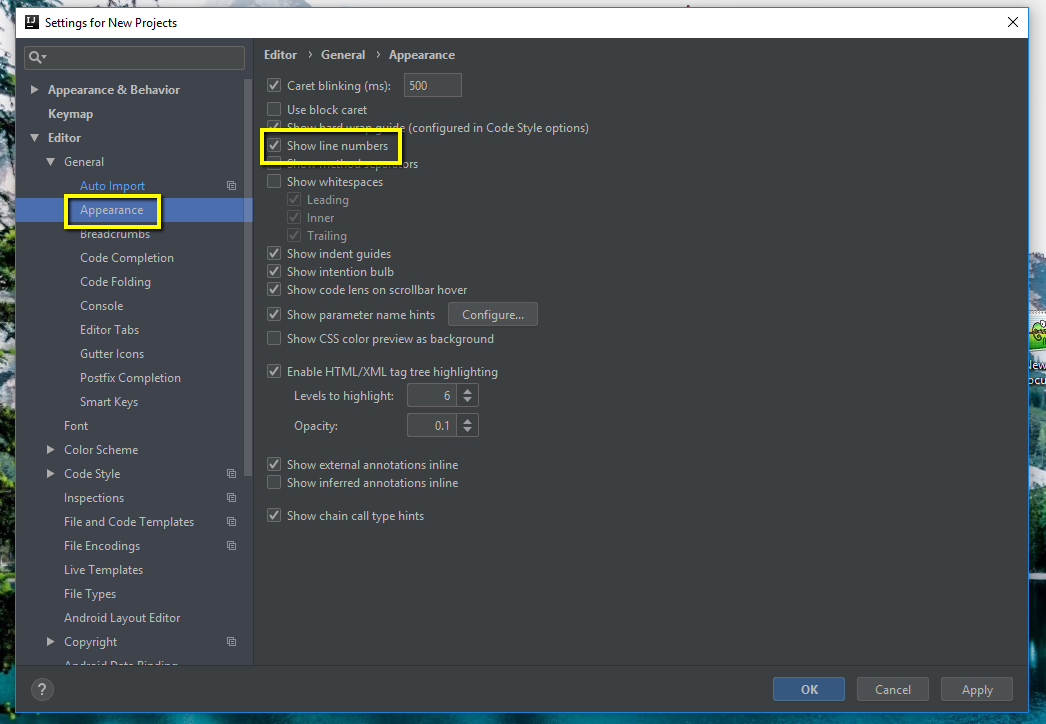 Settings for New Projects
Appearance & Behavior
Keymap
Editor
General
Auto Import
Appearance
Breadcrumbs
Code Completion
Code Folding
Console
Editor Tabs
Gutter Icons
Postfix Completion
Smart Keys
Font
Color Scheme
Code Style
Inspections
File and Code Templates
File Encodings
Live Templates
File Types
Android Layout Editor
Copyright
Android Data Binding
Editor › General › Appearance
Caret blinking (ms): 500
Use block caret
Show hard wrap guide (configured in Code Style options)
Show line numbers
Show method separators
Show whitespaces
Leading
Inner
Trailing
Show indent guides
Show intention bulb
Show code lens on scrollbar hover
Show parameter name hints Configure...
Show CSS color preview as background
Enable HTML/XML tag tree highlighting
Levels to highlight: 6
Opacity: 0.1
Show external annotations inline
Show inferred annotations inline
Show chain call type hints
? OK Cancel Apply